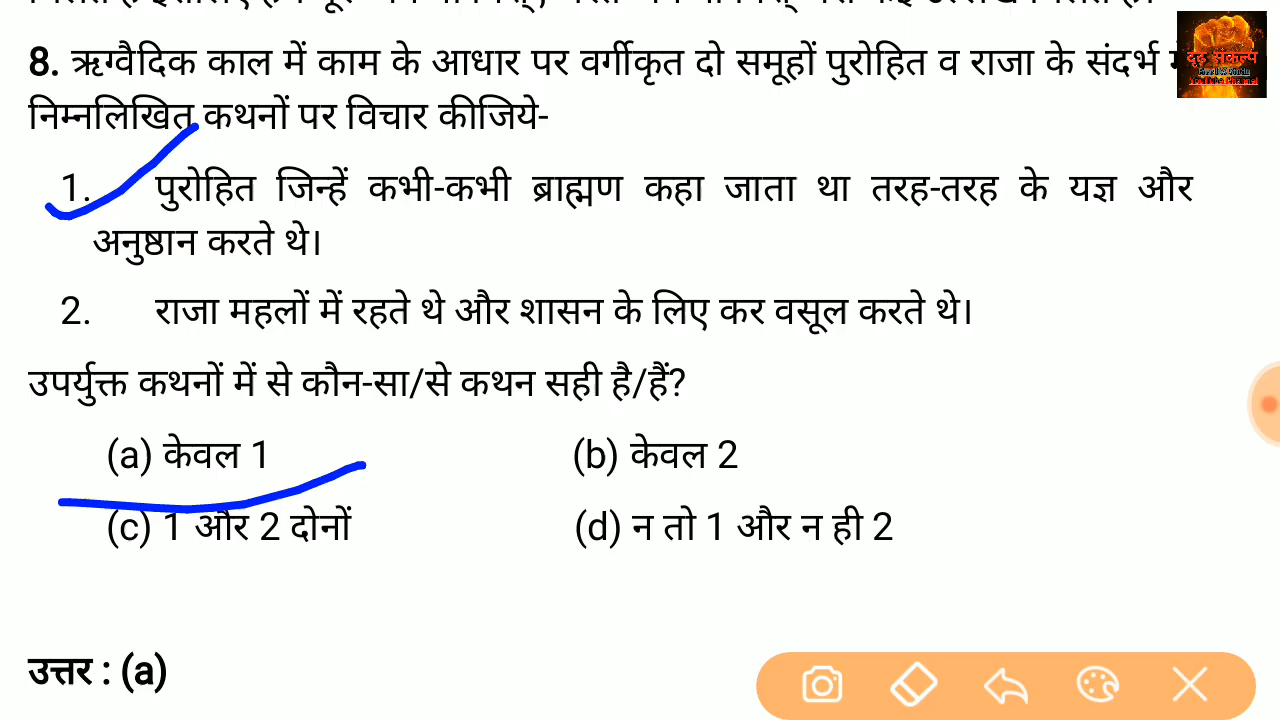 8. ऋग्वैदिक काल में काम के आधार पर वर्गीकृत दो समूहों पुरोहित व राजा के संदर्भ
निम्नलिखित कथनों पर विचार कीजिये-
1. पुरोहित जिन्हें कभी-कभी ब्राह्मण कहा जाता था तरह-तरह के यज्ञ और
अनुष्ठान करते थे।
2. राजा महलों में रहते थे और शासन के लिए कर वसूल करते थे।
उपर्युक्त कथनों में से कौन-सा/से कथन सही है/हैं?
(a) केवल 1 (b) केवल 2
(c) 1 और 2 दोनों (d) न तो 1 और न ही 2
उत्तर : (a)
दृढ़ संकल्प